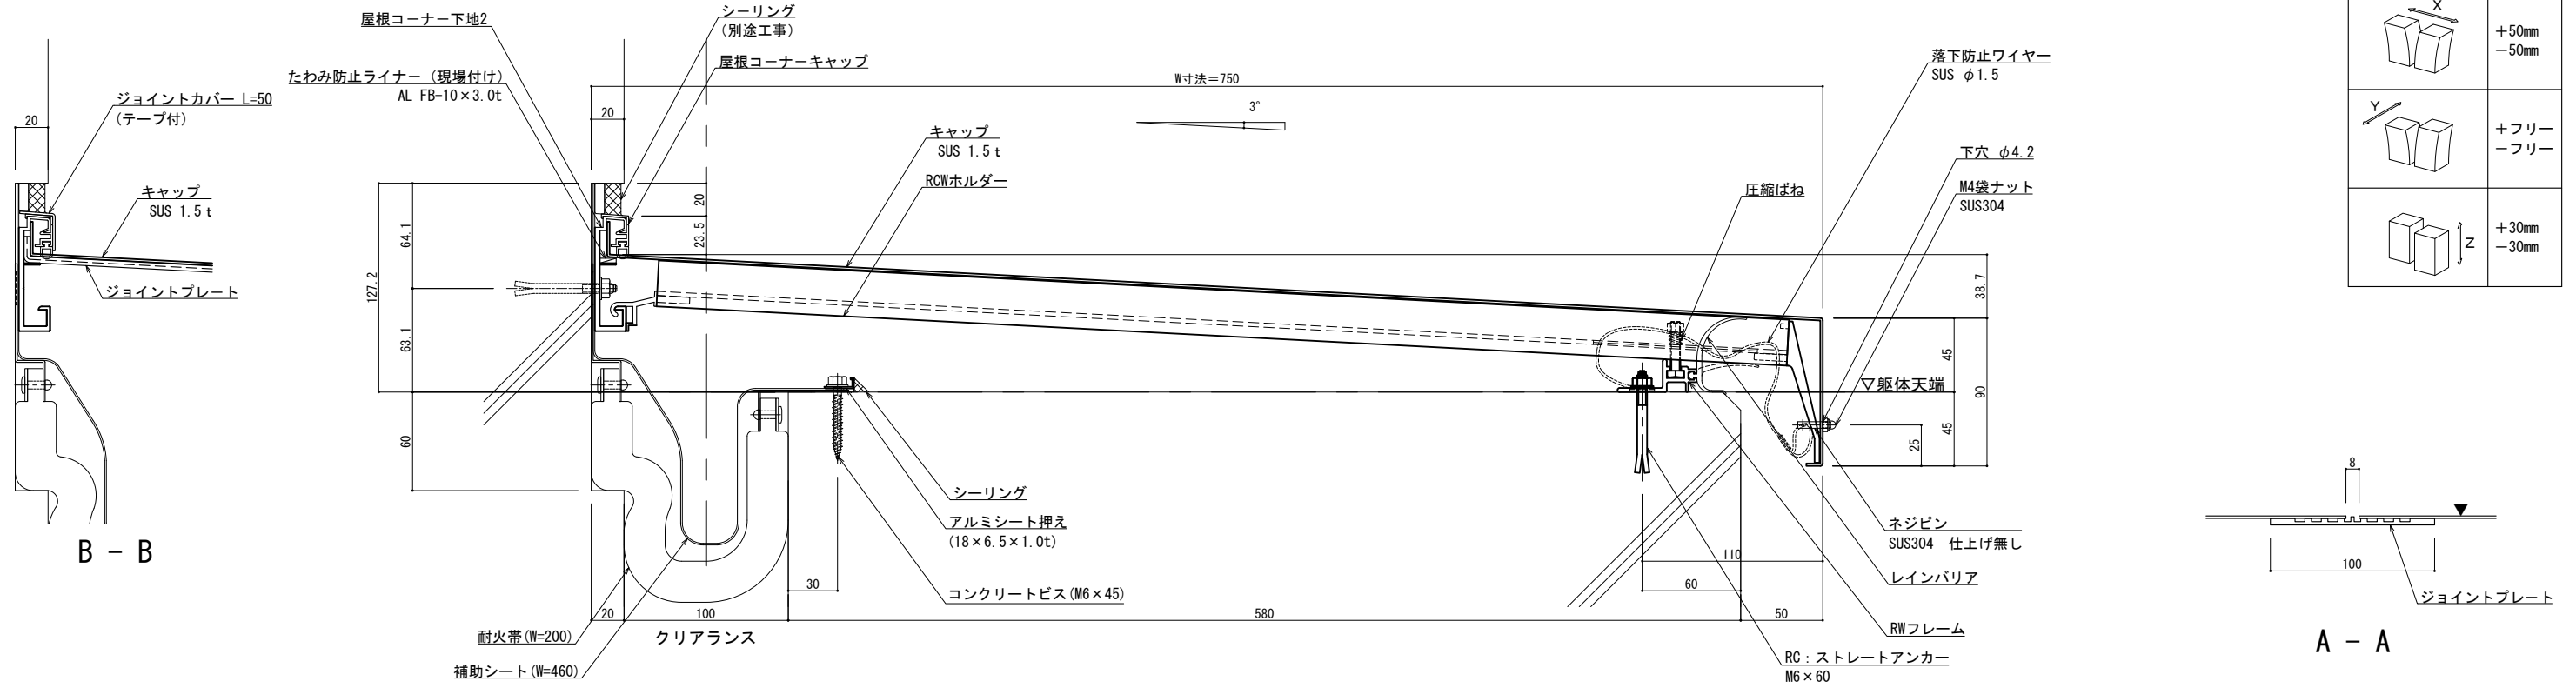 屋根コーナー下地2
シーリング
(別途工事)
たわみ防止ライナー (現場付け)
AL FB-10×3.0t
屋根コーナーキャップ
ジョイントカバー L=50
(テープ付)
20
キャップ
SUS 1.5t
ジョイントプレート
B - B
W寸法=750
20
3°
キャップ
SUS 1.5t
RCWホルダー
圧縮ばね
落下防止ワイヤー
SUS φ1.5
下穴 φ4.2
M4袋ナット
SUS304
20
23.5
64.1
127.2
63.1
60
38.7
45
▽躯体天端
90
45
25
シーリング
アルミシート押え
(18×6.5×1.0t)
コンクリートビス(M6×45)
30
20
100
580
50
クリアランス
耐火帯(W=200)
補助シート(W=460)
ネジピン
SUS304 仕上げ無し
110
60
レインバリア
RWフレーム
RC:ストレートアンカー
M6×60
X
+50mm
-50mm
Y
+フリー
-フリー
Z
+30mm
-30mm
8
100
ジョイントプレート
A - A